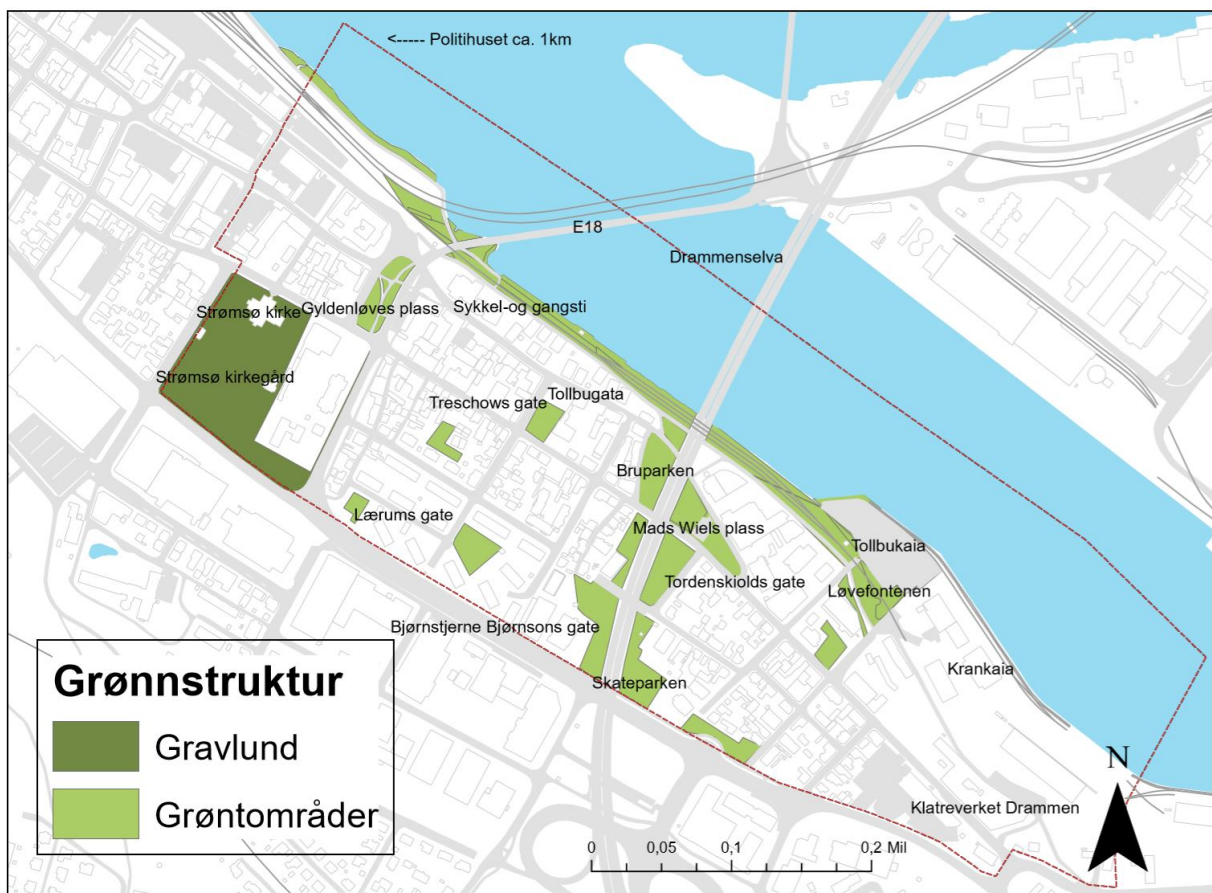 <----- Politihuset ca. 1km
E18
Drammenselva
Strømsø kirke
Gyldenløves plass
Sykkel-og gangsti
Strømsø kirkegård
Treschows gate
Tollbugata
Bruparken
Lærums gate
Mads Wiels plass
Tollbukaia
Tordenskiolds gate
Løvefontenen
Bjørnstjerne Bjørnsons gate
Skateparken
Krankaia
Klatreverket Drammen
Grønnstruktur
Gravlund
Grøntområder
N
0 0,05 0,1 0,2 Mil